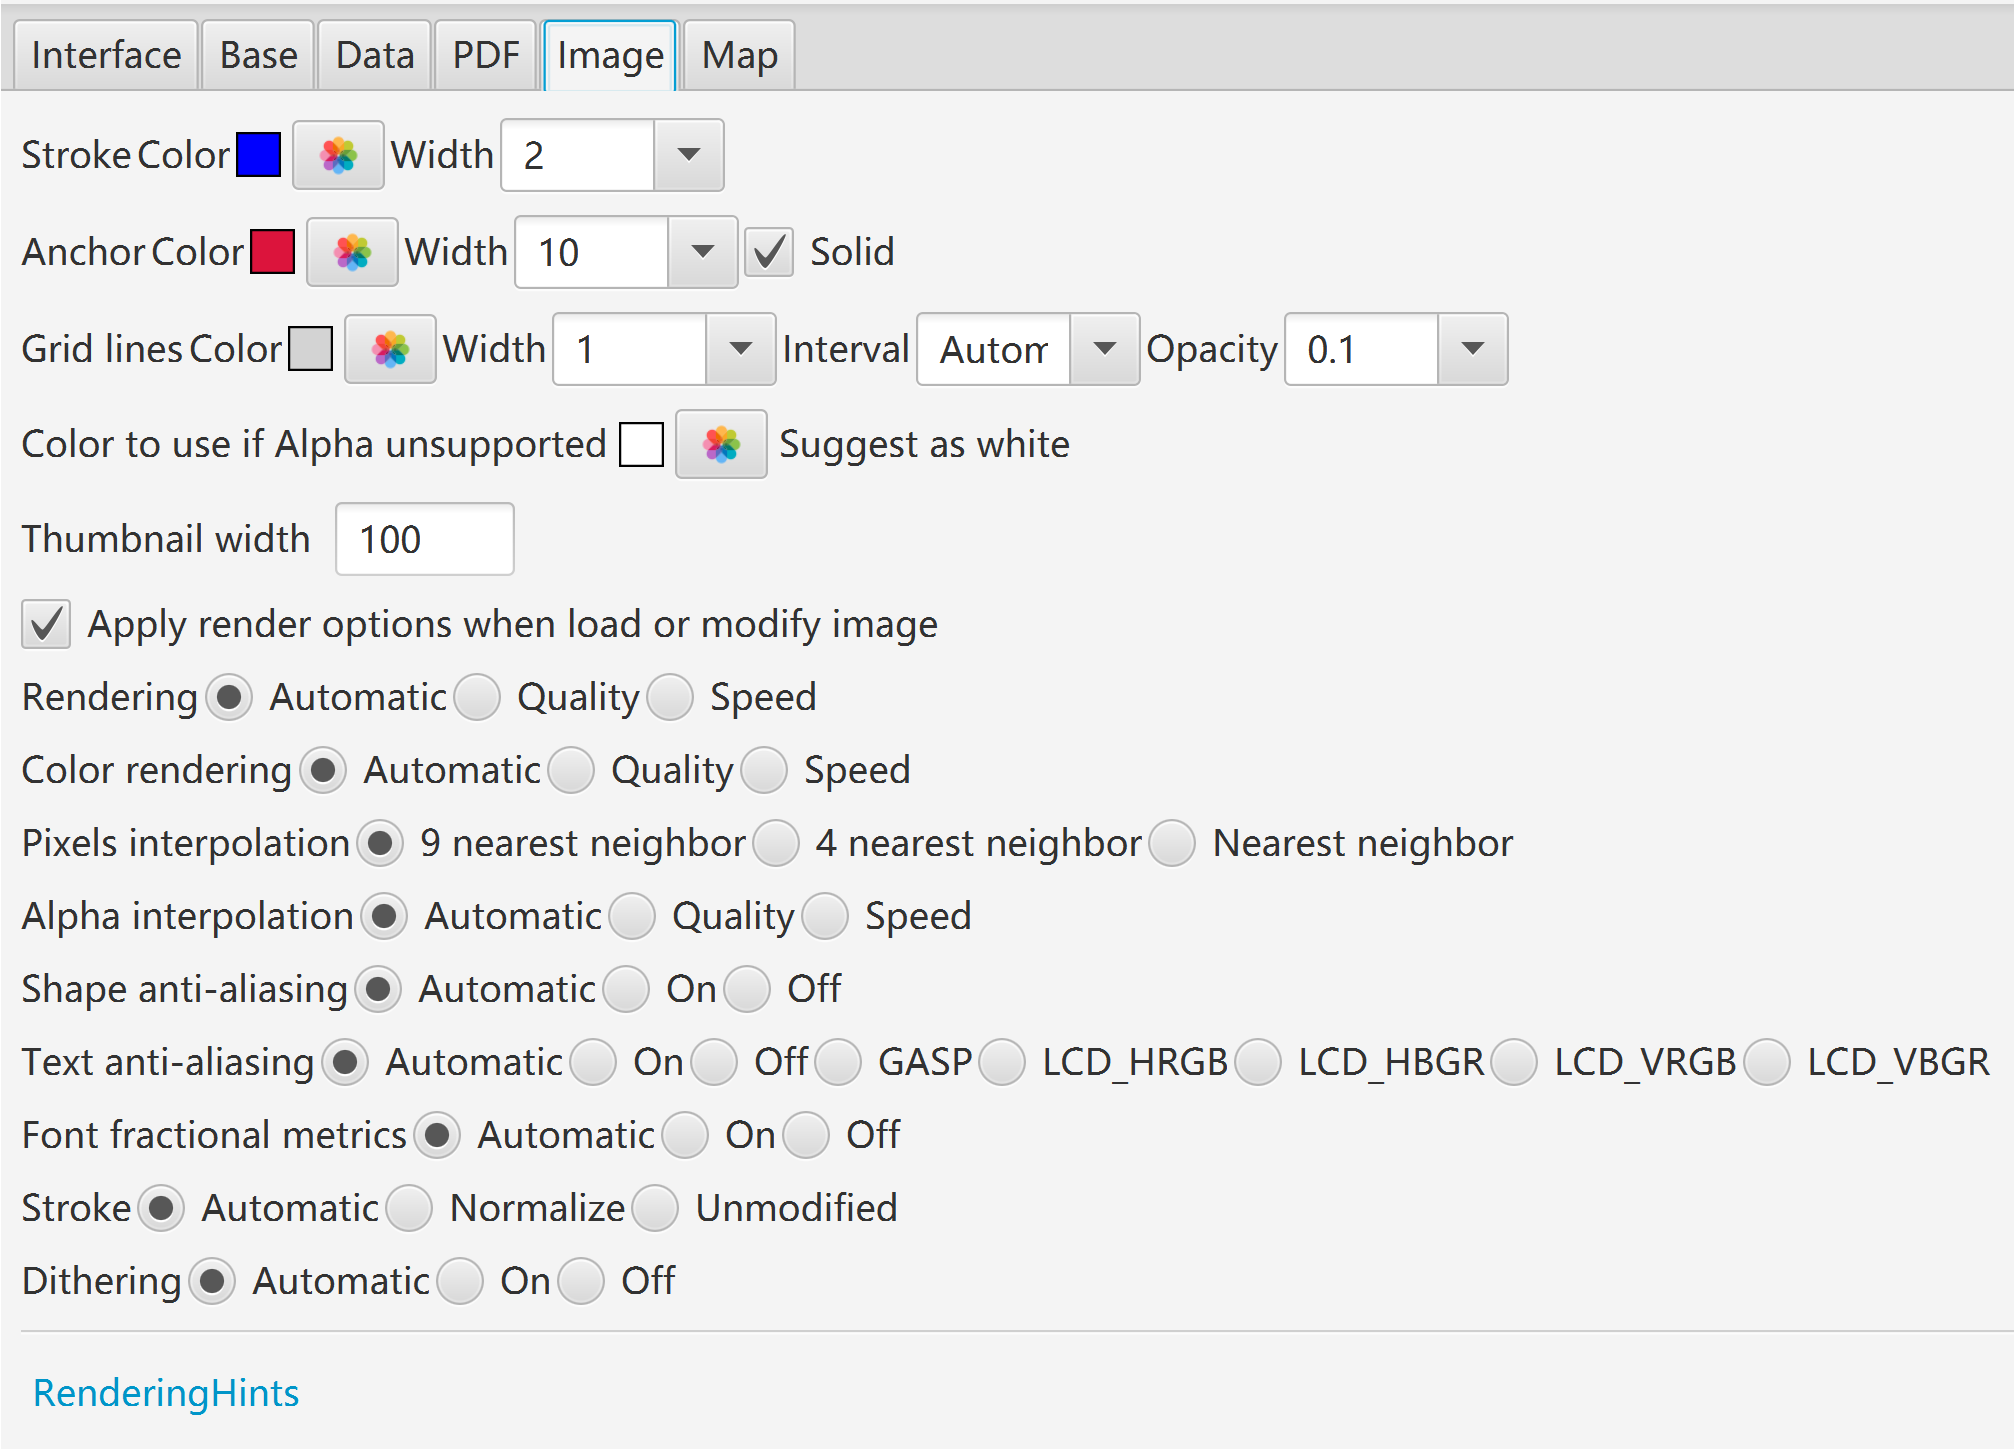 Interface Base Data PDF Image Map
Stroke Color Width 2
Anchor Color Width 10 Solid
Grid lines Color Width 1 Interval Autom Opacity 0.1
Color to use if Alpha unsupported Suggest as white
Thumbnail width 100
Apply render options when load or modify image
Rendering Automatic Quality Speed
Color rendering Automatic Quality Speed
Pixels interpolation 9 nearest neighbor 4 nearest neighbor Nearest neighbor
Alpha interpolation Automatic Quality Speed
Shape anti-aliasing Automatic On Off
Text anti-aliasing Automatic On Off GASP LCD_HRGB LCD_HBGR LCD_VRGB LCD_VBGR
Font fractional metrics Automatic On Off
Stroke Automatic Normalize Unmodified
Dithering Automatic On Off
RenderingHints